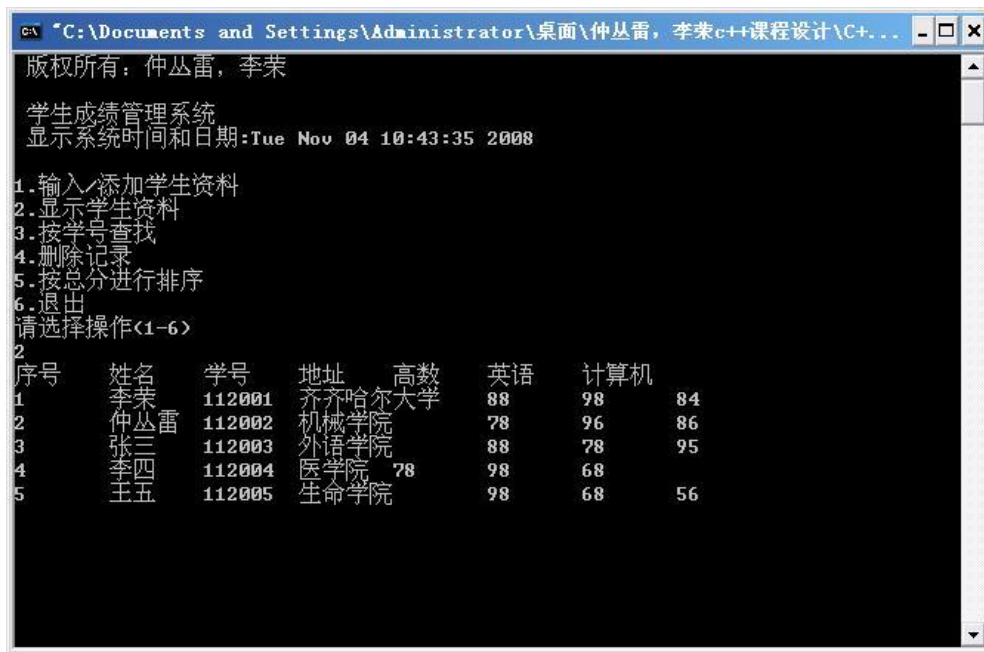 "C:\Documents and Settings\Administrator\桌面\仲丛雷，李荣c++课程设计\C+...
版权所有：仲丛雷，李荣
学生成绩管理系统
显示系统时间和日期:Tue Nov 04 10:43:35 2008
1.输入/添加学生资料
2.显示学生资料
3.按学号查找
4.删除记录
5.按总分进行排序
6.退出
请选择操作(1-6)
2
序号 姓名 学号 地址 高数 英语 计算机
1 李荣 112001 齐齐哈尔大学 88 98 84
2 仲丛雷 112002 机械学院 78 96 86
3 张三 112003 外语学院 88 78 95
4 李四 112004 医学院 78 98 68
5 王五 112005 生命学院 98 68 56